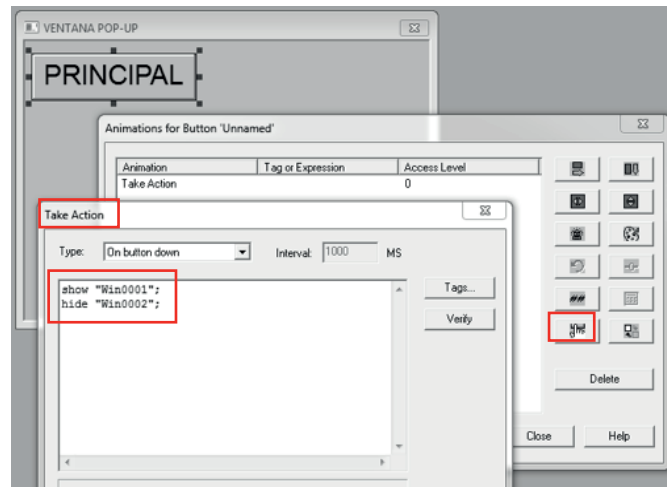 VENTANA POP-UP
PRINCIPAL
Animations for Button 'Unnamed'
Animation Tag or Expression Access Level
Take Action 0
Take Action
Type: On button down Interval: 1000 MS
show "Win0001";
hide "Win0002";
Tags...
Verify
Delete
Close Help